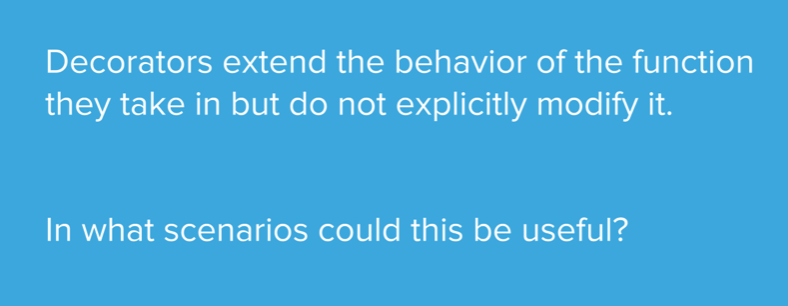 Decorators extend the behavior of the function
they take in but do not explicitly modify it.
In what scenarios could this be useful?